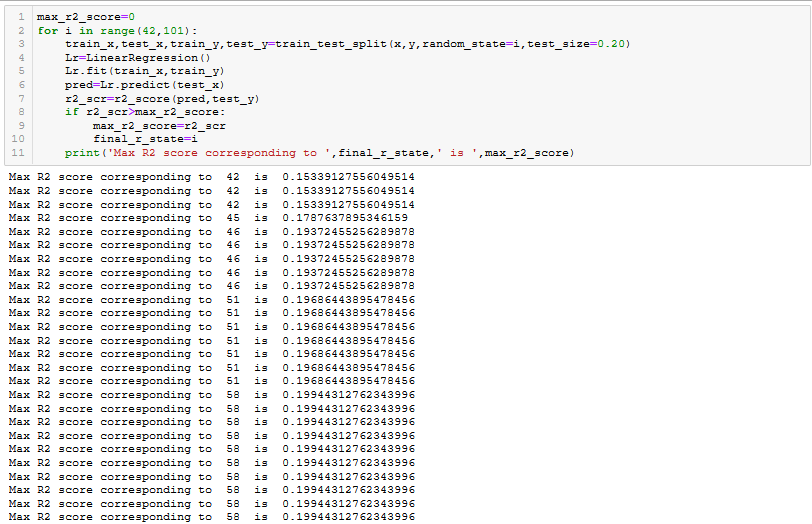 1 max_r2_score=0
2 for i in range(42,101):
3     train_x,test_x,train_y,test_y=train_test_split(x,y,random_state=i,test_size=0.20)
4     Lr=LinearRegression()
5     Lr.fit(train_x,train_y)
6     pred=Lr.predict(test_x)
7     r2_scr=r2_score(pred,test_y)
8     if r2_scr>max_r2_score:
9         max_r2_score=r2_scr
10         final_r_state=i
11     print('Max R2 score corresponding to ',final_r_state,' is ',max_r2_score)
Max R2 score corresponding to  42  is  0.15339127556049514
Max R2 score corresponding to  42  is  0.15339127556049514
Max R2 score corresponding to  42  is  0.15339127556049514
Max R2 score corresponding to  45  is  0.1787637895346159
Max R2 score corresponding to  46  is  0.19372455256289878
Max R2 score corresponding to  46  is  0.19372455256289878
Max R2 score corresponding to  46  is  0.19372455256289878
Max R2 score corresponding to  46  is  0.19372455256289878
Max R2 score corresponding to  46  is  0.19372455256289878
Max R2 score corresponding to  51  is  0.19686443895478456
Max R2 score corresponding to  51  is  0.19686443895478456
Max R2 score corresponding to  51  is  0.19686443895478456
Max R2 score corresponding to  51  is  0.19686443895478456
Max R2 score corresponding to  51  is  0.19686443895478456
Max R2 score corresponding to  51  is  0.19686443895478456
Max R2 score corresponding to  51  is  0.19686443895478456
Max R2 score corresponding to  58  is  0.19944312762343996
Max R2 score corresponding to  58  is  0.19944312762343996
Max R2 score corresponding to  58  is  0.19944312762343996
Max R2 score corresponding to  58  is  0.19944312762343996
Max R2 score corresponding to  58  is  0.19944312762343996
Max R2 score corresponding to  58  is  0.19944312762343996
Max R2 score corresponding to  58  is  0.19944312762343996
Max R2 score corresponding to  58  is  0.19944312762343996
Max R2 score corresponding to  58  is  0.19944312762343996
Max R2 score corresponding to  58  is  0.19944312762343996